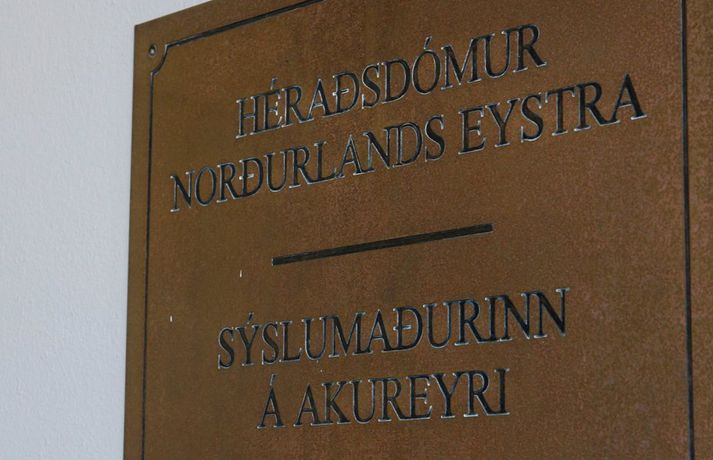 HÉRAÐSDÓMUR
NORÐURLANDS EYSTRA
SÝSLUMAÐURINN
Á AKUREYRI